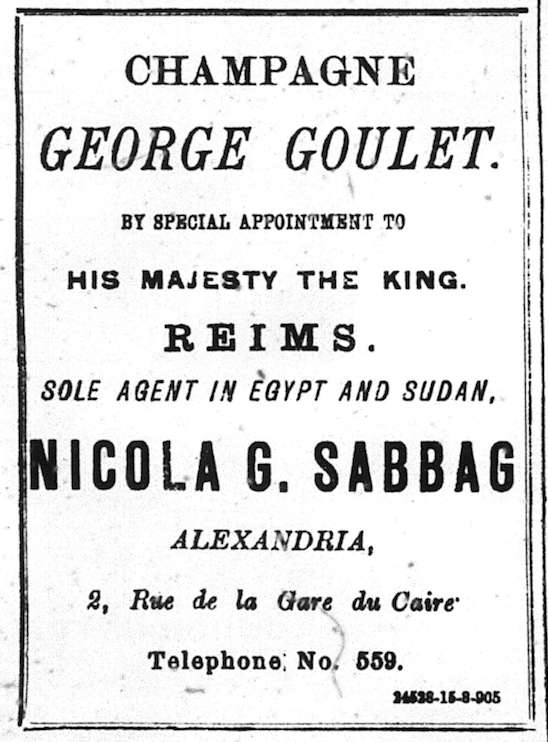 CHAMPAGNE
GEORGE GOULET.
BY SPECIAL APPOINTMENT TO
HIS MAJESTY THE KING.
REIMS.
SOLE AGENT IN EGYPT AND SUDAN,
NICOLA G. SABBAG
ALEXANDRIA,
2, Rue de la Gare du Caire
Telephone, No. 559.
24528-15-8-905